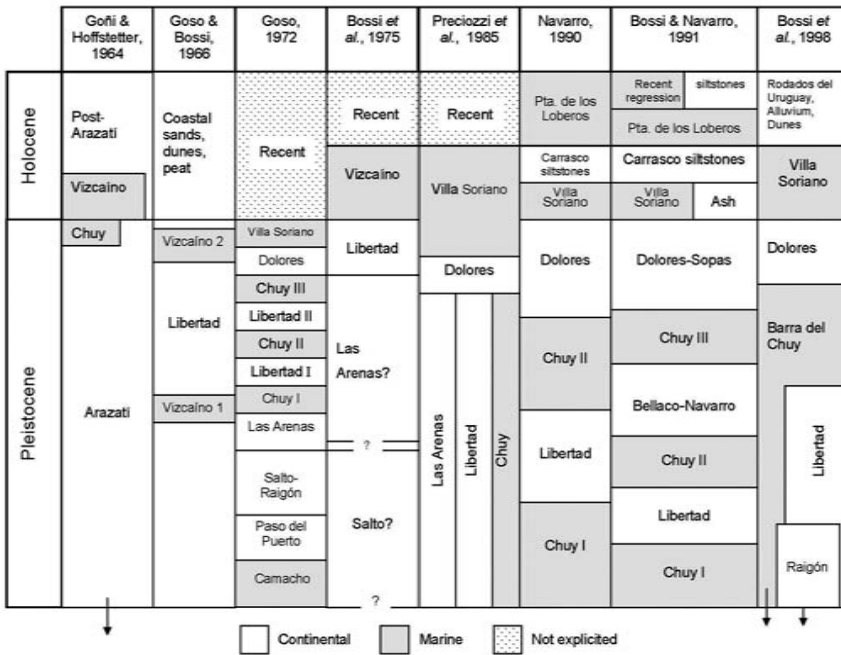 Goñi &
Hoffstetter,
1964
Goso &
Bossi,
1966
Goso,
1972
Bossi et
al., 1975
Preciozzi et
al., 1985
Navarro,
1990
Bossi & Navarro,
1991
Bossi et
al., 1998
Holocene
Post-
Arazatí
Vizcaíno
Coastal
sands,
dunes,
peat
Recent
Recent
Vizcaíno
Recent
Villa Soriano
Pta. de los
Loberos
Carrasco
siltstones
Villa
Soriano
Recent
regression
siltstones
Pta. de los Loberos
Carrasco siltstones
Villa
Soriano
Ash
Rodados del
Uruguay,
Alluvium,
Dunes
Villa
Soriano
Pleistocene
Chuy
Arazatí
Vizcaíno 2
Libertad
Vizcaíno 1
Villa Soriano
Dolores
Chuy III
Libertad II
Chuy II
Libertad I
Chuy I
Las Arenas
Salto-
Raigón
Paso del
Puerto
Camacho
Libertad
Las
Arenas?
?
Salto?
?
Dolores
Las Arenas
Libertad
Chuy
Dolores
Chuy II
Libertad
Chuy I
Dolores-Sopas
Chuy III
Bellaco-Navarro
Chuy II
Libertad
Chuy I
Dolores
Barra del
Chuy
Libertad
Raigón
Continental
Marine
Not explicited